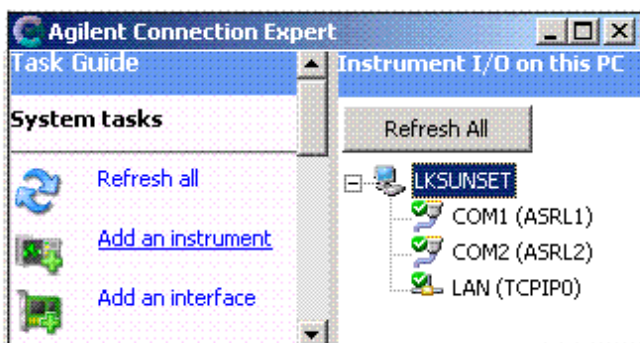 Agilent Connection Expert
Task Guide
System tasks
Refresh all
Add an instrument
Add an interface
Instrument I/O on this PC
Refresh All
LKSUNSET
COM1 (ASRL1)
COM2 (ASRL2)
LAN (TCPIP0)